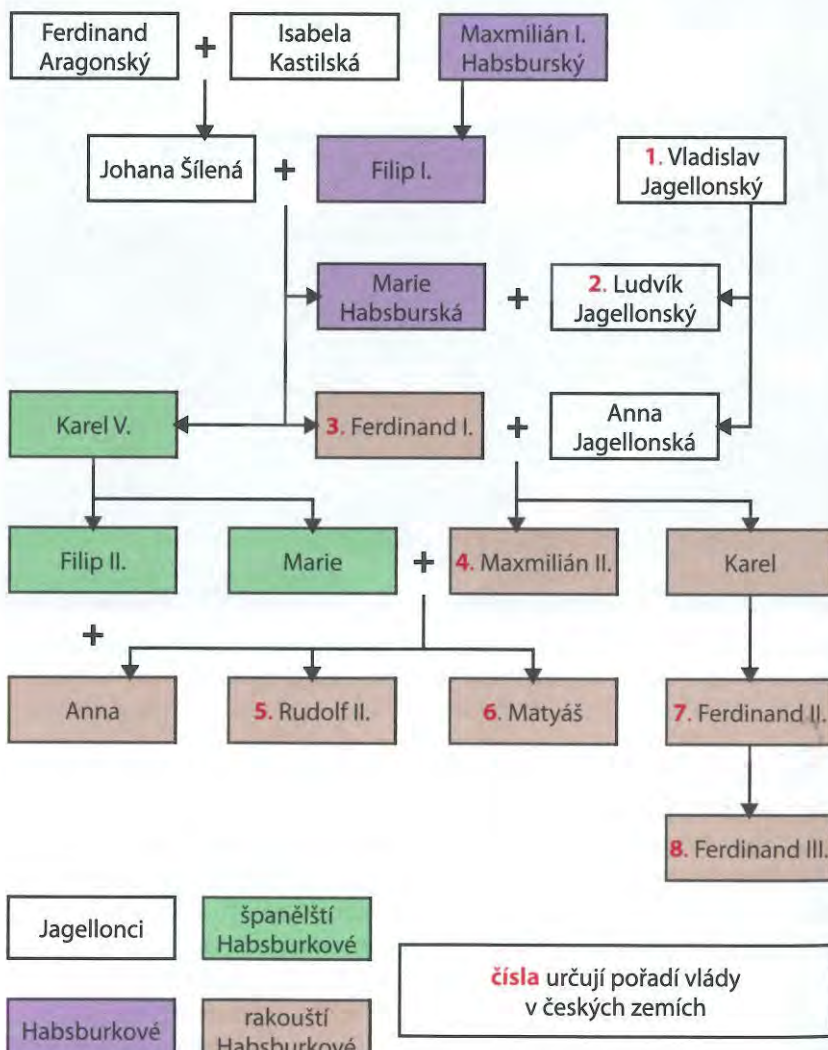 Ferdinand
Aragonský
+
Isabela
Kastilská
Maxmilián I.
Habsburský
Johana Šílená
+
Filip I.
1. Vladislav
Jagellonský
Marie
Habsburská
+
2. Ludvík
Jagellonský
Karel V.
3. Ferdinand I.
+
Anna
Jagellonská
Filip II.
Marie
+
4. Maxmilián II.
Karel
+
Anna
5. Rudolf II.
6. Matyáš
7. Ferdinand II.
8. Ferdinand III.
Jagellonci
španělští
Habsburkové
čísla určují pořadí vlády
v českých zemích
Habsburkové
rakouští
Habsburkové